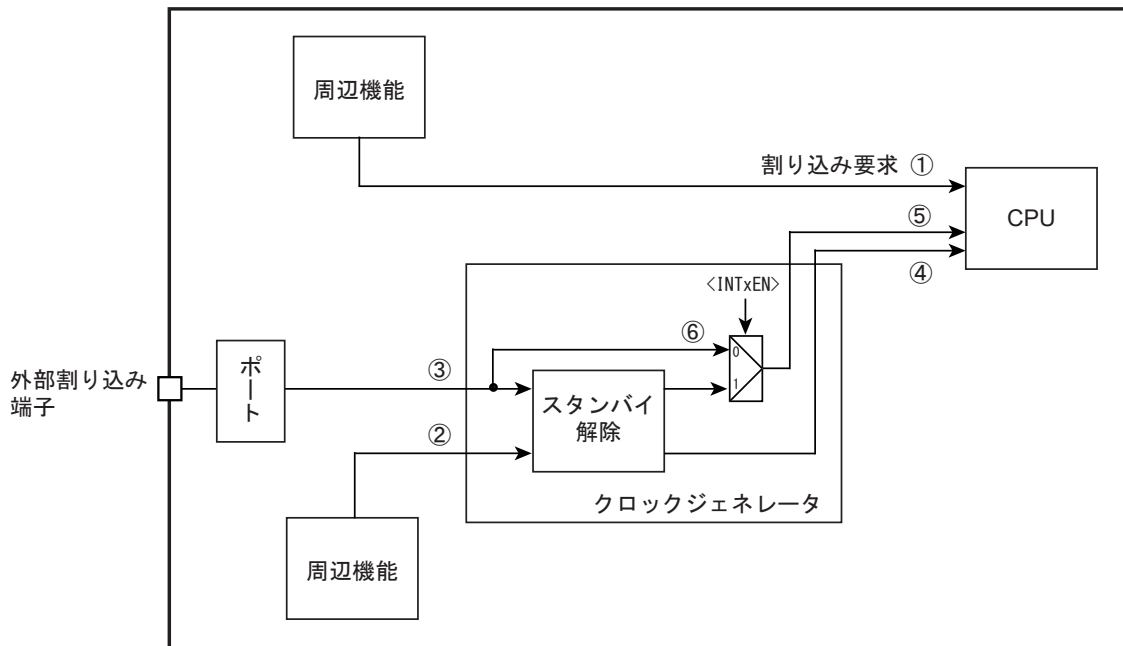 周辺機能
割り込み要求 ①
CPU
⑤
④
<INTxEN>
⑥
0
1
ポート
③
外部割り込み
端子
スタンバイ
解除
②
クロックジェネレータ
周辺機能